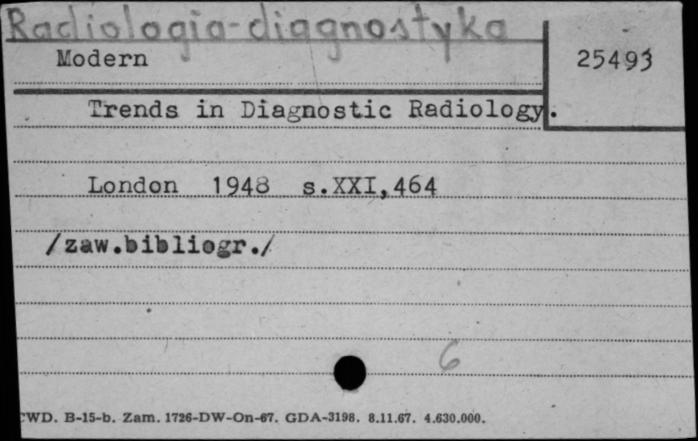 Radiologia-diagnostyka
Modern
25493
Trends in Diagnostic Radiology.
London 1948 s.XXI,464
/zaw.bibliogr./
6
CWD. B-15-b. Zam. 1726-DW-On-67. GDA-3198. 8.11.67. 4.630.000.